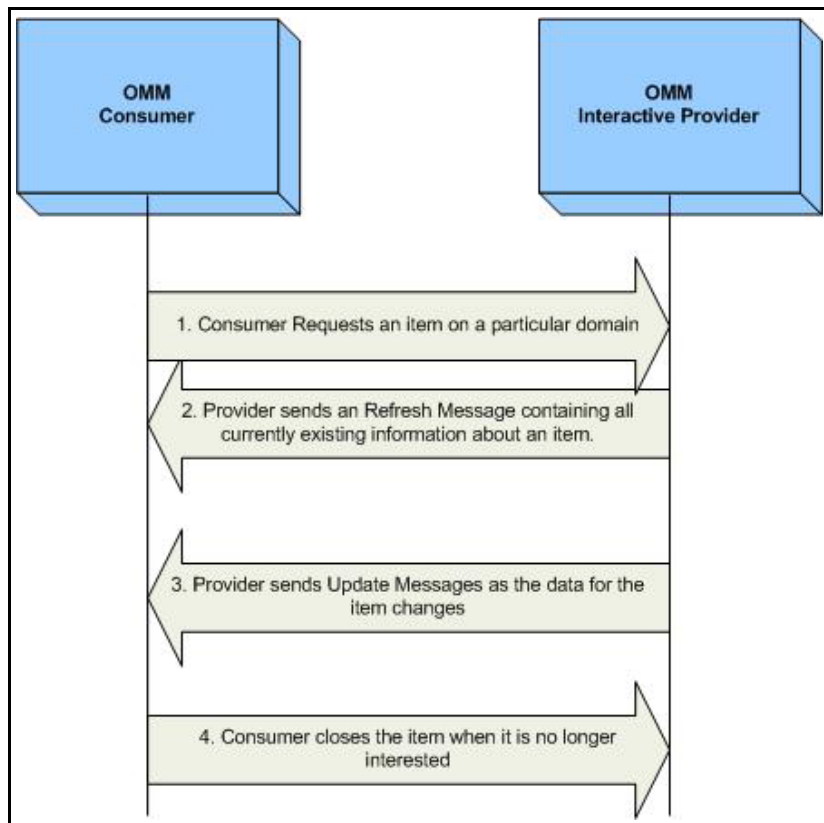 OMM
Consumer
OMM
Interactive Provider
1. Consumer Requests an item on a particular domain
2. Provider sends an Refresh Message containing all
currently existing information about an item.
3. Provider sends Update Messages as the data for the
item changes
4. Consumer closes the item when it is no longer
interested